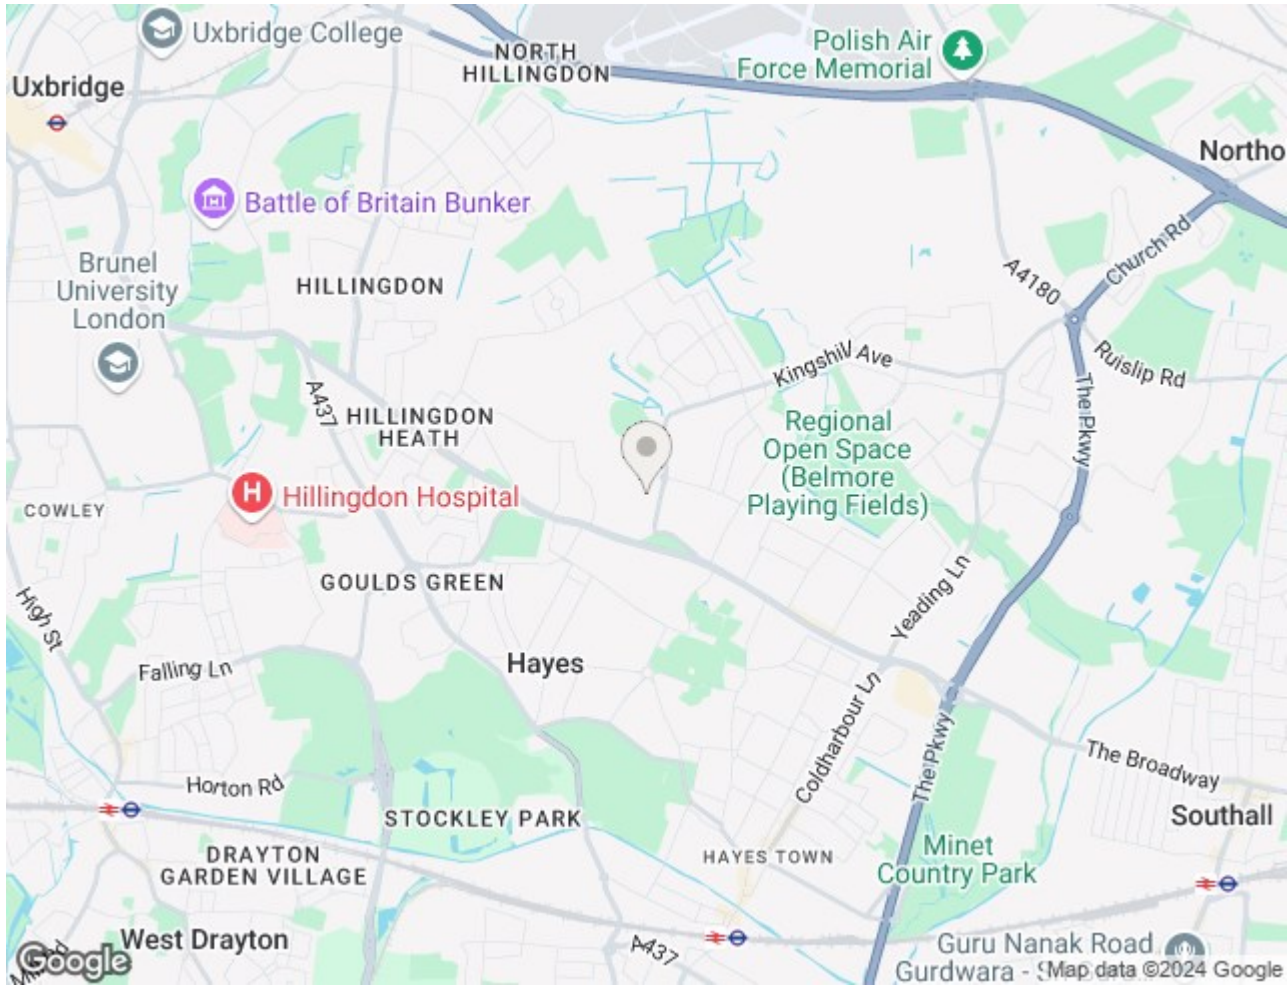 Uxbridge College
NORTH
HILLINGDON
Polish Air
Force Memorial
Uxbridge
Northo
Battle of Britain Bunker
Church Rd
Brunel
University
London
HILLINGDON
A4180
Kingshill Ave
Ruislip Rd
A437
The Pkwy
HILLINGDON
HEATH
Regional
Open Space
(Belmore
Playing Fields)
H
Hillingdon Hospital
COWLEY
GOULDS GREEN
High St
Yeading Ln
Falling Ln
Hayes
Coldharbour Ln
The Pkwy
The Broadway
Horton Rd
STOCKLEY PARK
Southall
DRAYTON
GARDEN VILLAGE
HAYES TOWN
Minet
Country Park
West Drayton
A437
Guru Nanak Road
Gurdwara - Sri Guru
Google
Map data ©2024 Google